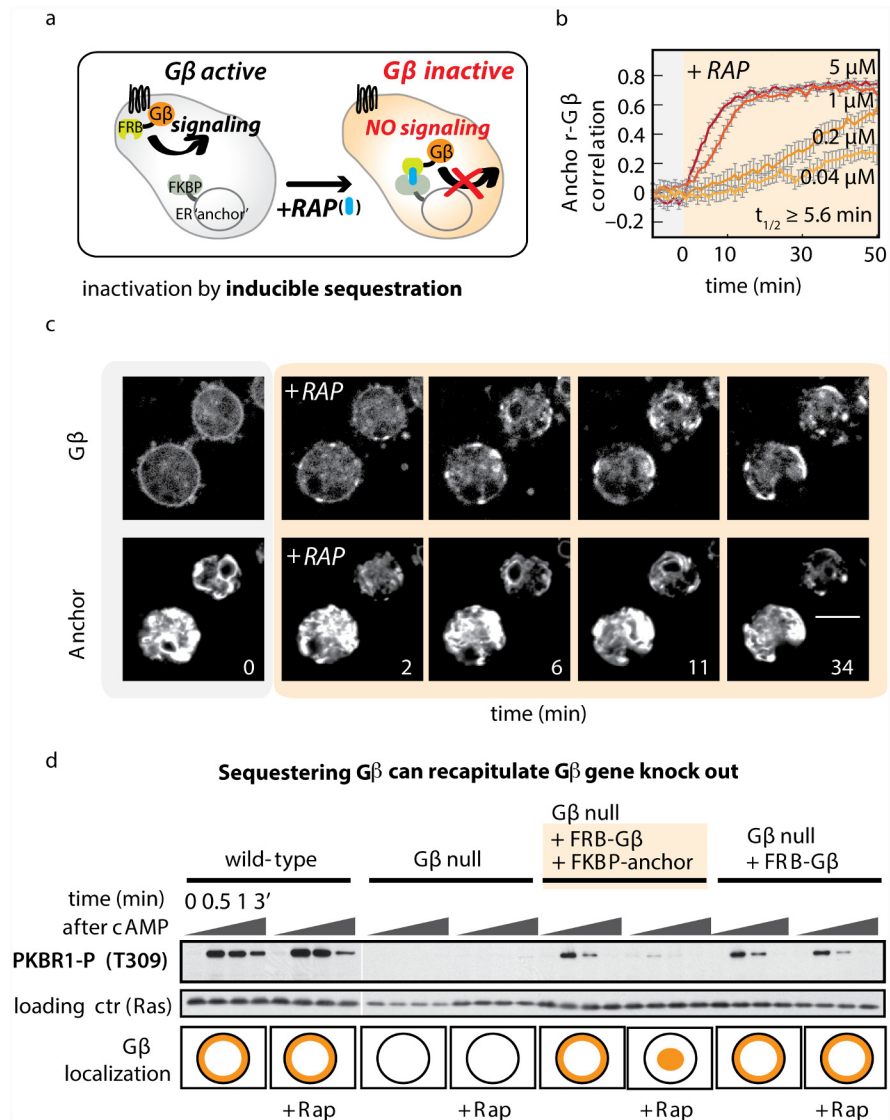 a
Gβ active
Gβ inactive
FRB
Gβ
signaling
NO signaling
Gβ
FKBP
ER'anchor'
+RAP( )
inactivation by inducible sequestration
b
+ RAP
5 µM
1 µM
0.2 µM
0.04 µM
t1/2 ≥ 5.6 min
Ancho r-Gβ
correlation
0.8
0.6
0.4
0.2
0
−0.2
0 10 30 50
time (min)
c
Gβ
+ RAP
Anchor
+ RAP
0 2 6 11 34
time (min)
d
Sequestering Gβ can recapitulate Gβ gene knock out
wild-type
Gβ null
Gβ null
+ FRB-Gβ
+ FKBP-anchor
Gβ null
+ FRB-Gβ
time (min) 0 0.5 1 3'
after cAMP
PKBR1-P (T309)
loading ctr (Ras)
Gβ
localization
+ Rap + Rap + Rap + Rap